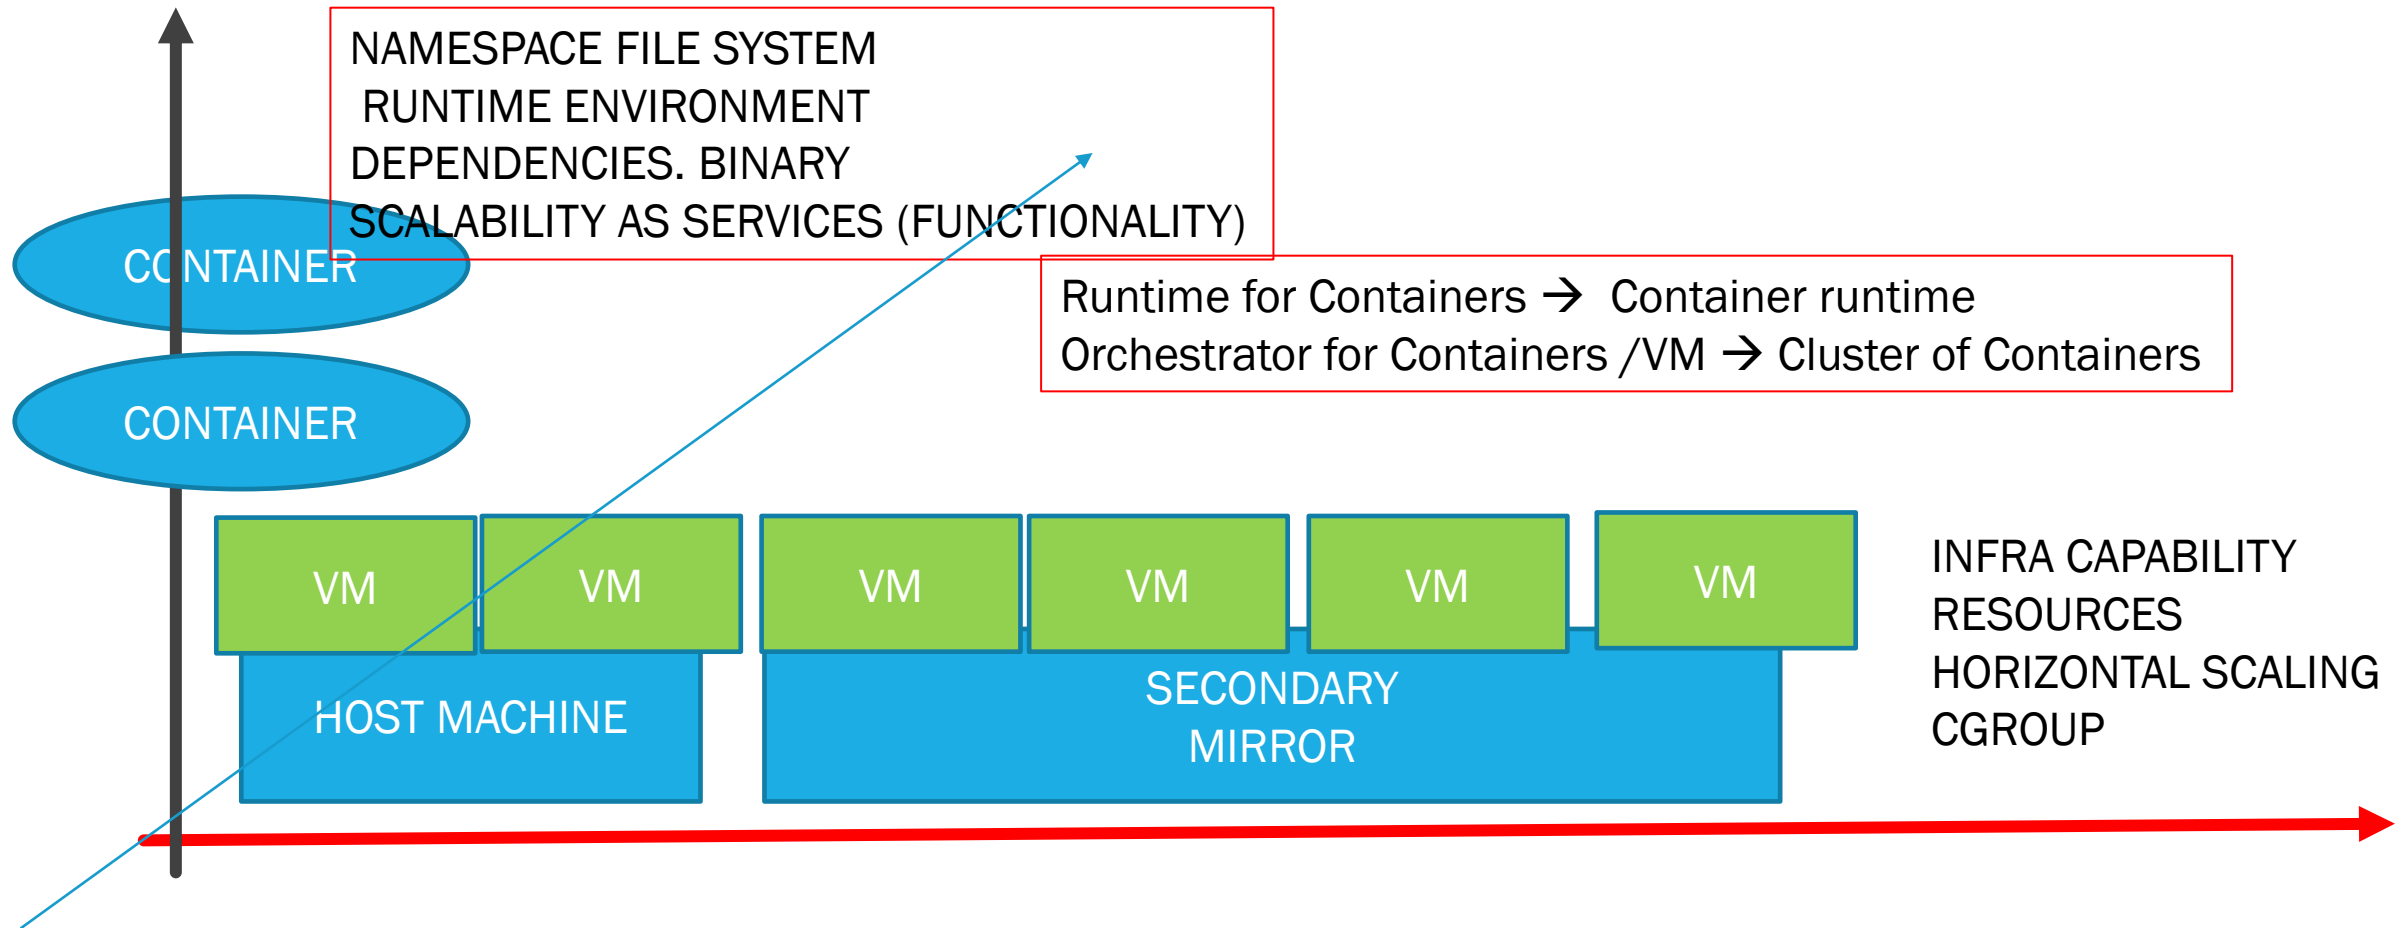 NAMESPACE FILE SYSTEM
RUNTIME ENVIRONMENT
DEPENDENCIES. BINARY
SCALABILITY AS SERVICES (FUNCTIONALITY)
CONTAINER
Runtime for Containers → Container runtime
Orchestrator for Containers /VM → Cluster of Containers
CONTAINER
VM
VM
VM
VM
VM
VM
INFRA CAPABILITY
RESOURCES
HORIZONTAL SCALING
CGROUP
HOST MACHINE
SECONDARY
MIRROR